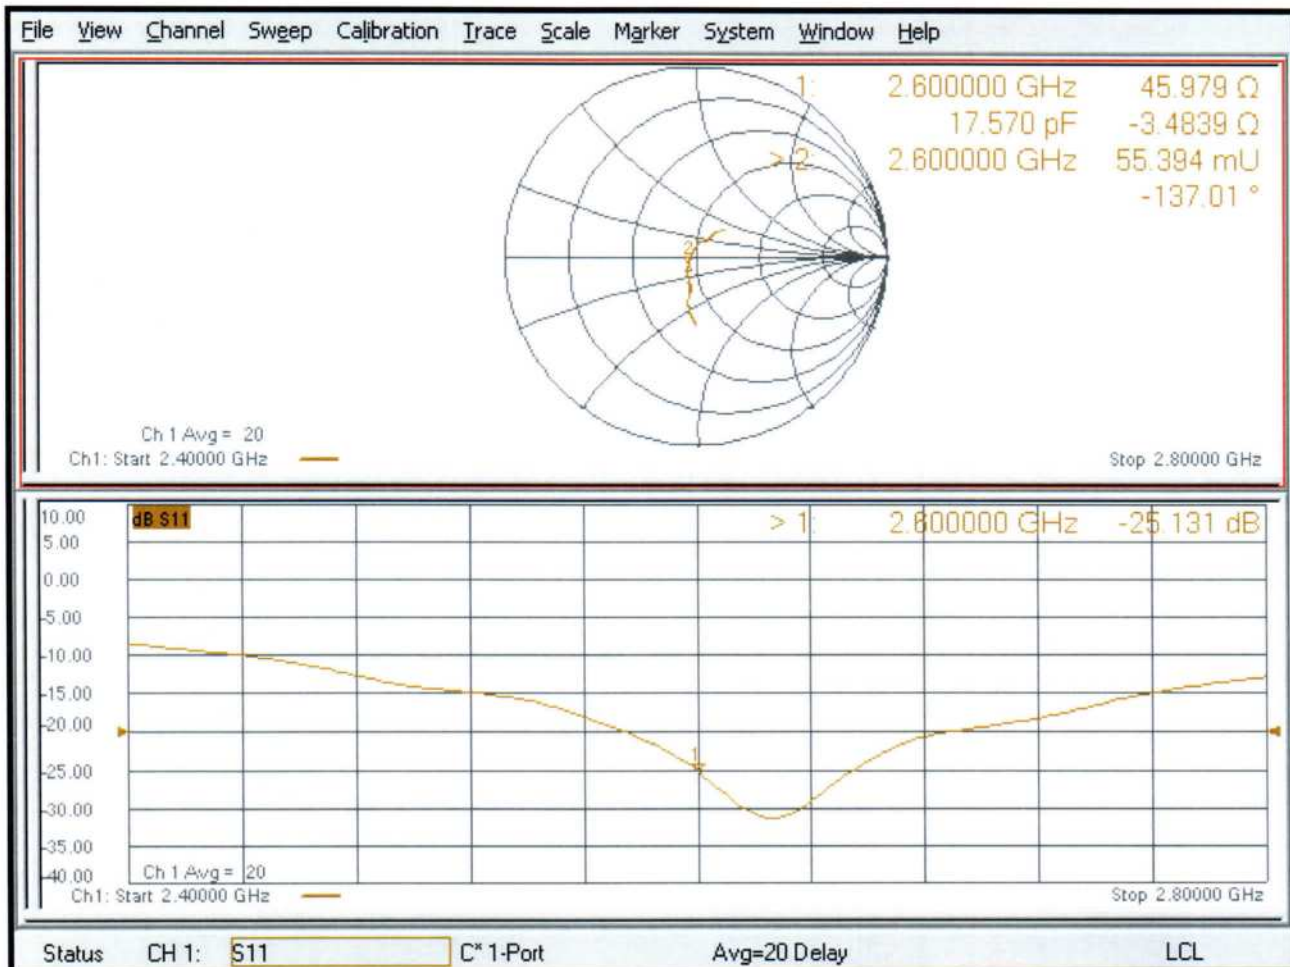 File View Channel Sweep Calibration Trace Scale Marker System Window Help
1: 2.600000 GHz 45.979 Ω
17.570 pF -3.4839 Ω
> 2: 2.600000 GHz 55.394 mU
-137.01 °
2
Ch 1 Avg = 20
Ch1: Start 2.40000 GHz
Stop 2.80000 GHz
10.00
dB S11
> 1: 2.600000 GHz -25.131 dB
5.00
0.00
-5.00
-10.00
-15.00
-20.00
1
-25.00
-30.00
-35.00
-40.00
Ch 1 Avg = 20
Ch1: Start 2.40000 GHz
Stop 2.80000 GHz
Status CH 1: S11 C* 1-Port Avg=20 Delay LCL